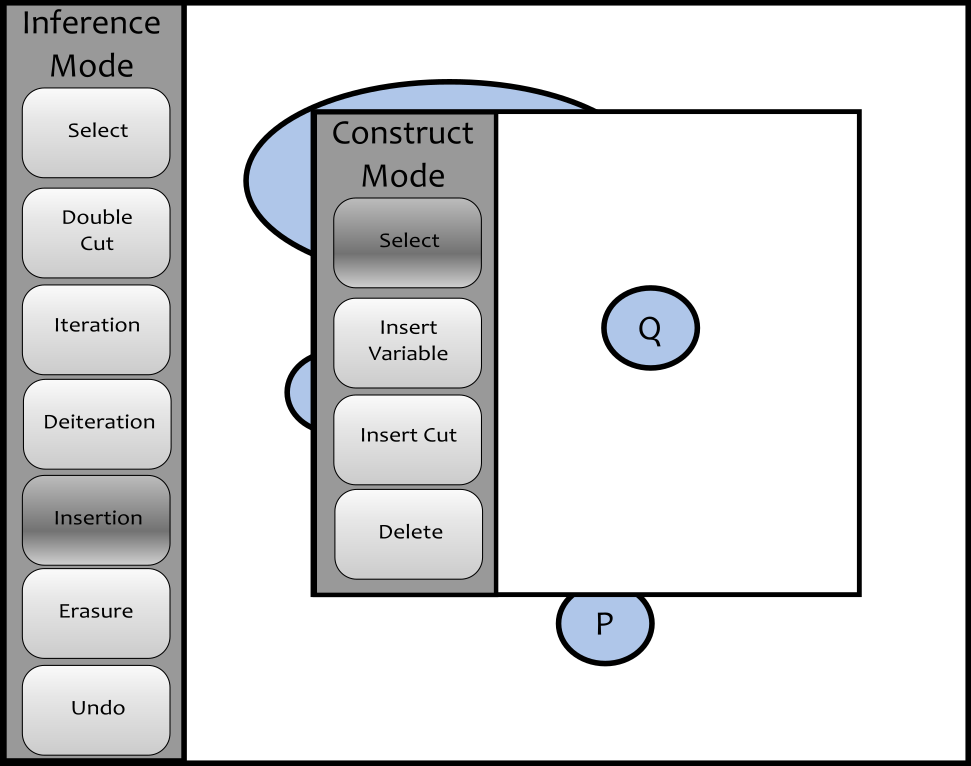 Inference
Mode
Select
Double
Cut
Iteration
Deiteration
Insertion
Erasure
Undo
Construct
Mode
Select
Insert
Variable
Insert Cut
Delete
Q
P